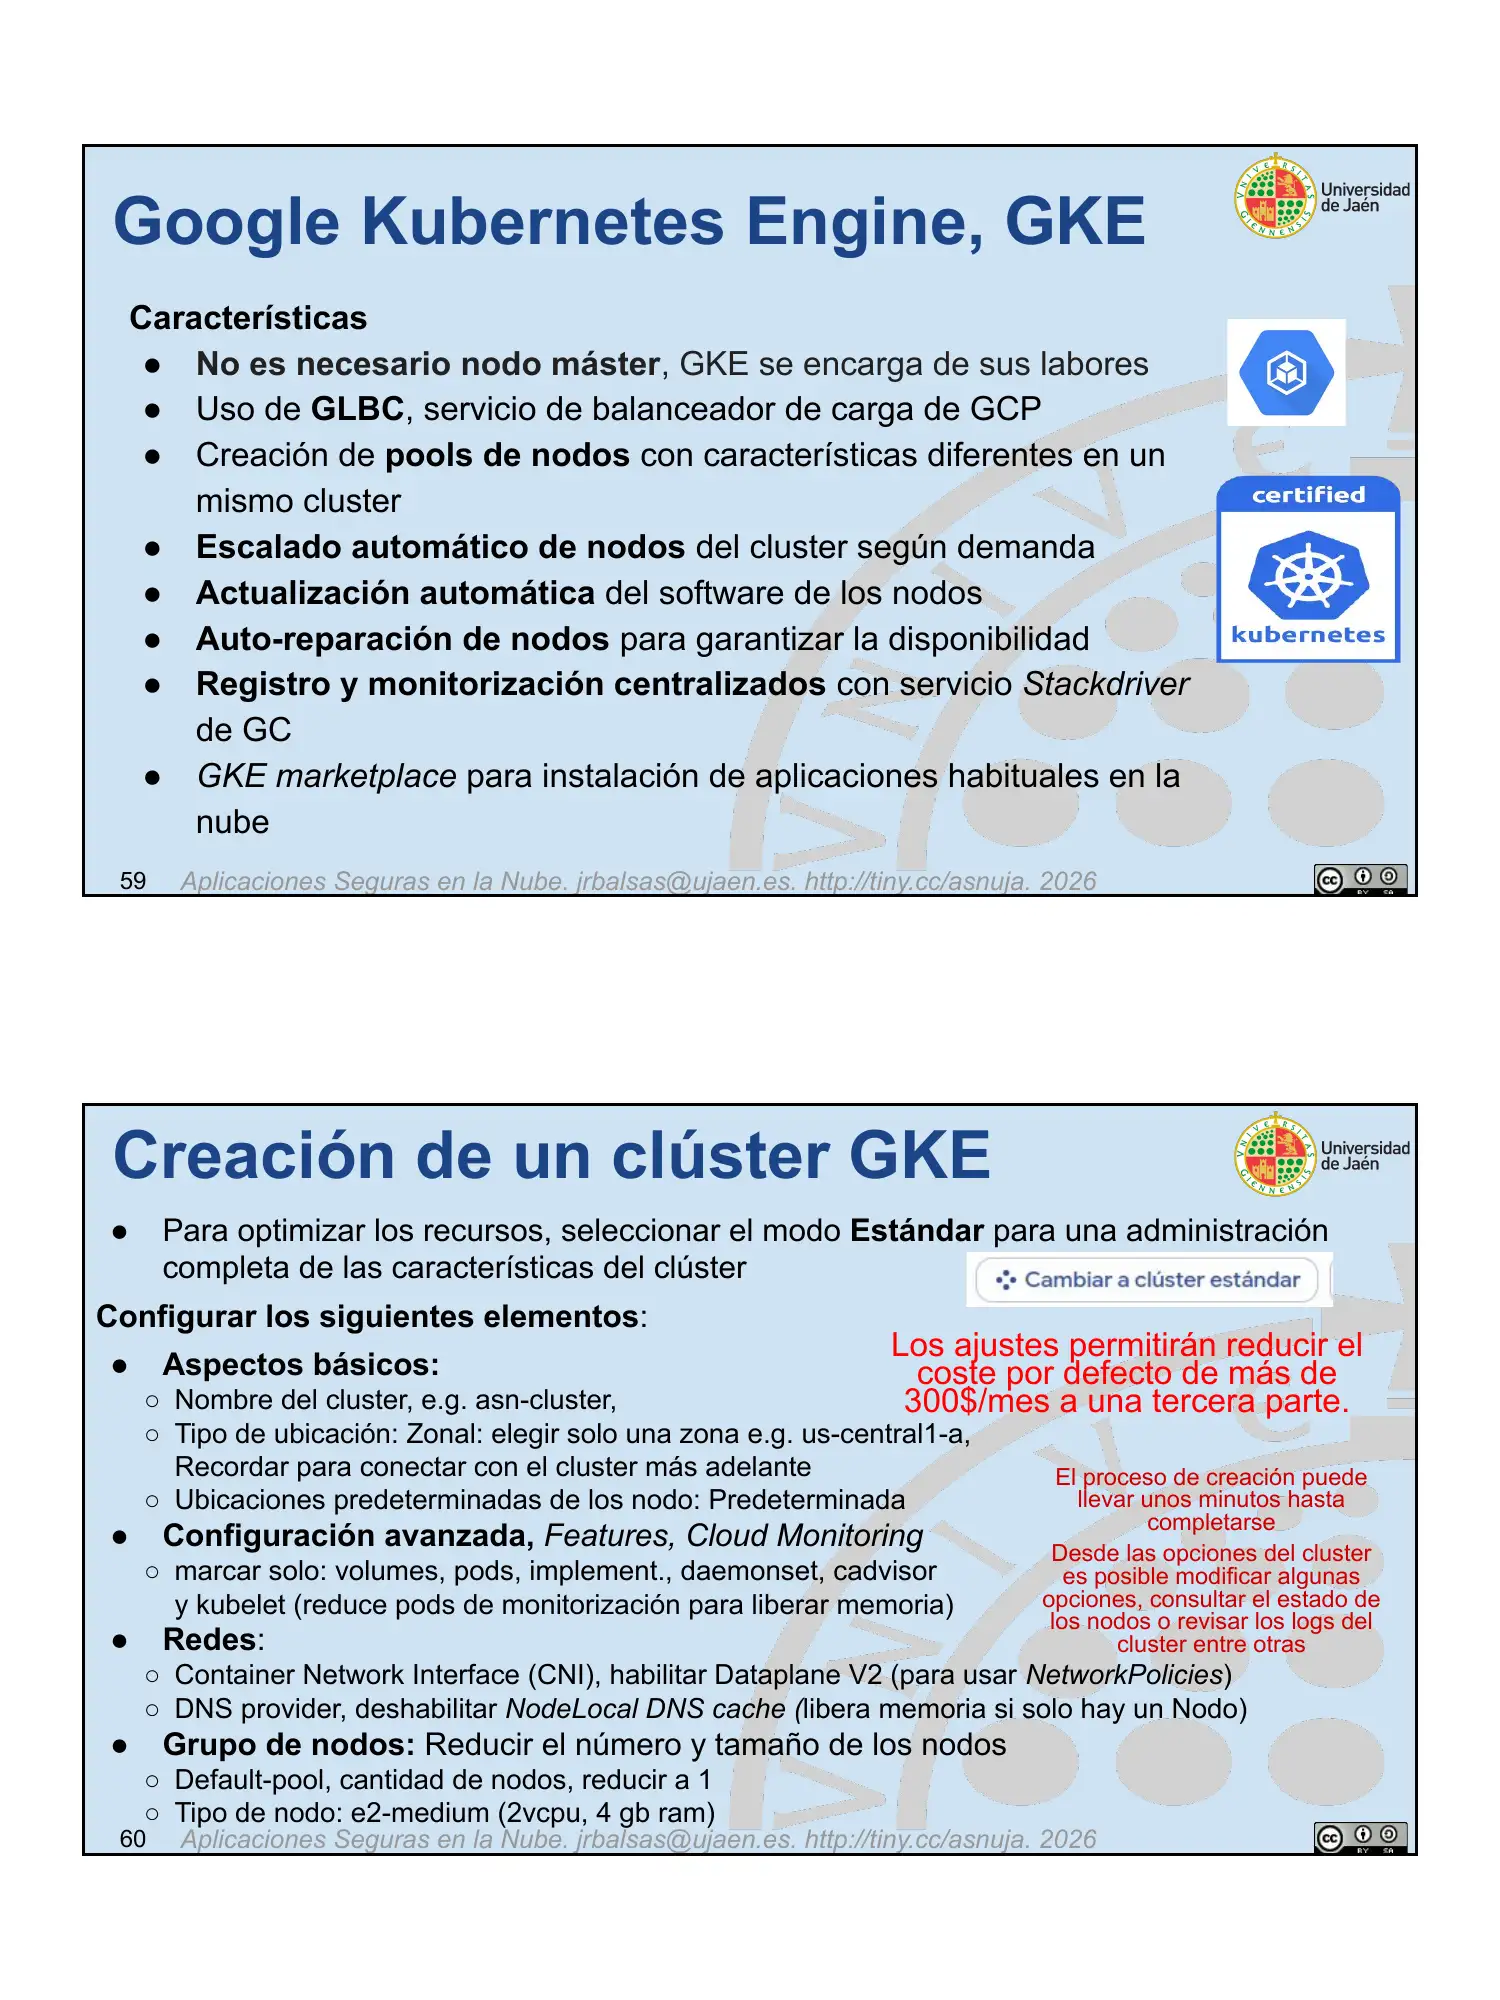 Google Kubernetes Engine, GKE
Universidad
de Jaén
Características
● No es necesario nodo máster, GKE se encarga de sus labores
● Uso de GLBC, servicio de balanceador de carga de GCP
● Creación de pools de nodos con características diferentes en un
mismo cluster
● Escalado automático de nodos del cluster según demanda
● Actualización automática del software de los nodos
● Auto-reparación de nodos para garantizar la disponibilidad
● Registro y monitorización centralizados con servicio Stackdriver
de GC
● GKE marketplace para instalación de aplicaciones habituales en la
nube
certified
kubernetes
59 Aplicaciones Seguras en la Nube. jrbalsas@ujaen.es. http://tiny.cc/asnuja. 2026
cc BY SA
Creación de un clúster GKE
Universidad
de Jaén
● Para optimizar los recursos, seleccionar el modo Estándar para una administración
completa de las características del clúster
Cambiar a clúster estándar
Configurar los siguientes elementos:
Los ajustes permitirán reducir el
coste por defecto de más de
300$/mes a una tercera parte.
● Aspectos básicos:
○ Nombre del cluster, e.g. asn-cluster,
○ Tipo de ubicación: Zonal: elegir solo una zona e.g. us-central1-a,
Recordar para conectar con el cluster más adelante
○ Ubicaciones predeterminadas de los nodo: Predeterminada
El proceso de creación puede
llevar unos minutos hasta
completarse
Desde las opciones del cluster
es posible modificar algunas
opciones, consultar el estado de
los nodos o revisar los logs del
cluster entre otras
● Configuración avanzada, Features, Cloud Monitoring
○ marcar solo: volumes, pods, implement., daemonset, cadvisor
y kubelet (reduce pods de monitorización para liberar memoria)
● Redes:
○ Container Network Interface (CNI), habilitar Dataplane V2 (para usar NetworkPolicies)
○ DNS provider, deshabilitar NodeLocal DNS cache (libera memoria si solo hay un Nodo)
● Grupo de nodos: Reducir el número y tamaño de los nodos
○ Default-pool, cantidad de nodos, reducir a 1
○ Tipo de nodo: e2-medium (2vcpu, 4 gb ram)
60 Aplicaciones Seguras en la Nube. jrbalsas@ujaen.es. http://tiny.cc/asnuja. 2026
cc BY SA